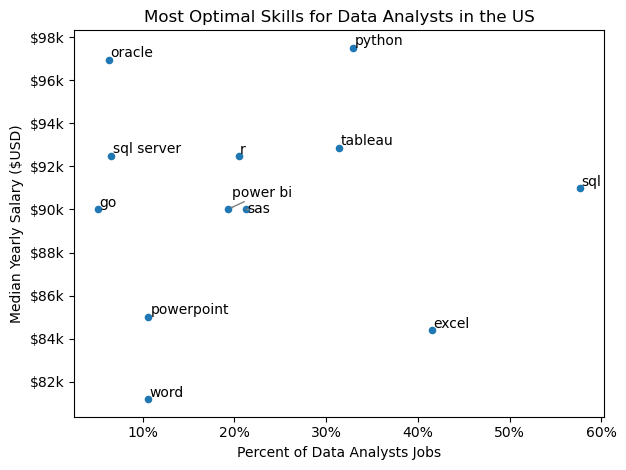 Most Optimal Skills for Data Analysts in the US
Median Yearly Salary ($USD)
$98k
$96k
$94k
$92k
$90k
$88k
$86k
$84k
$82k
oracle
python
sql server
r
tableau
sql
power bi
go
sas
powerpoint
excel
word
10%
20%
30%
40%
50%
60%
Percent of Data Analysts Jobs